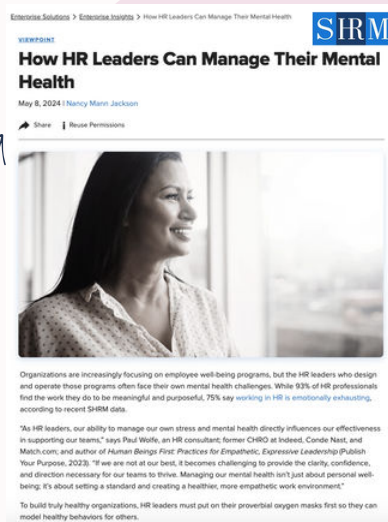 Enterprise Solutions > Enterprise Insights > How HR Leaders Can Manage Their Mental Health
SHRM
VIEWPOINT
How HR Leaders Can Manage Their Mental
Health
May 8, 2024 | Nancy Mann Jackson
Share Reuse Permissions
Organizations are increasingly focusing on employee well-being programs, but the HR leaders who design
and operate those programs often face their own mental health challenges. While 93% of HR professionals
find the work they do to be meaningful and purposeful, 75% say working in HR is emotionally exhausting,
according to recent SHRM data.
"As HR leaders, our ability to manage our own stress and mental health directly influences our effectiveness
in supporting our teams," says Paul Wolfe, an HR consultant; former CHRO at Indeed, Conde Nast, and
Match.com; and author of Human Beings First: Practices for Empathetic, Expressive Leadership (Publish
Your Purpose, 2023). "If we are not at our best, it becomes challenging to provide the clarity, confidence,
and direction necessary for our teams to thrive. Managing our mental health isn't just about personal well-
being; it's about setting a standard and creating a healthier, more empathetic work environment."
To build truly healthy organizations, HR leaders must put on their proverbial oxygen masks first so they can
model healthy behaviors for others.